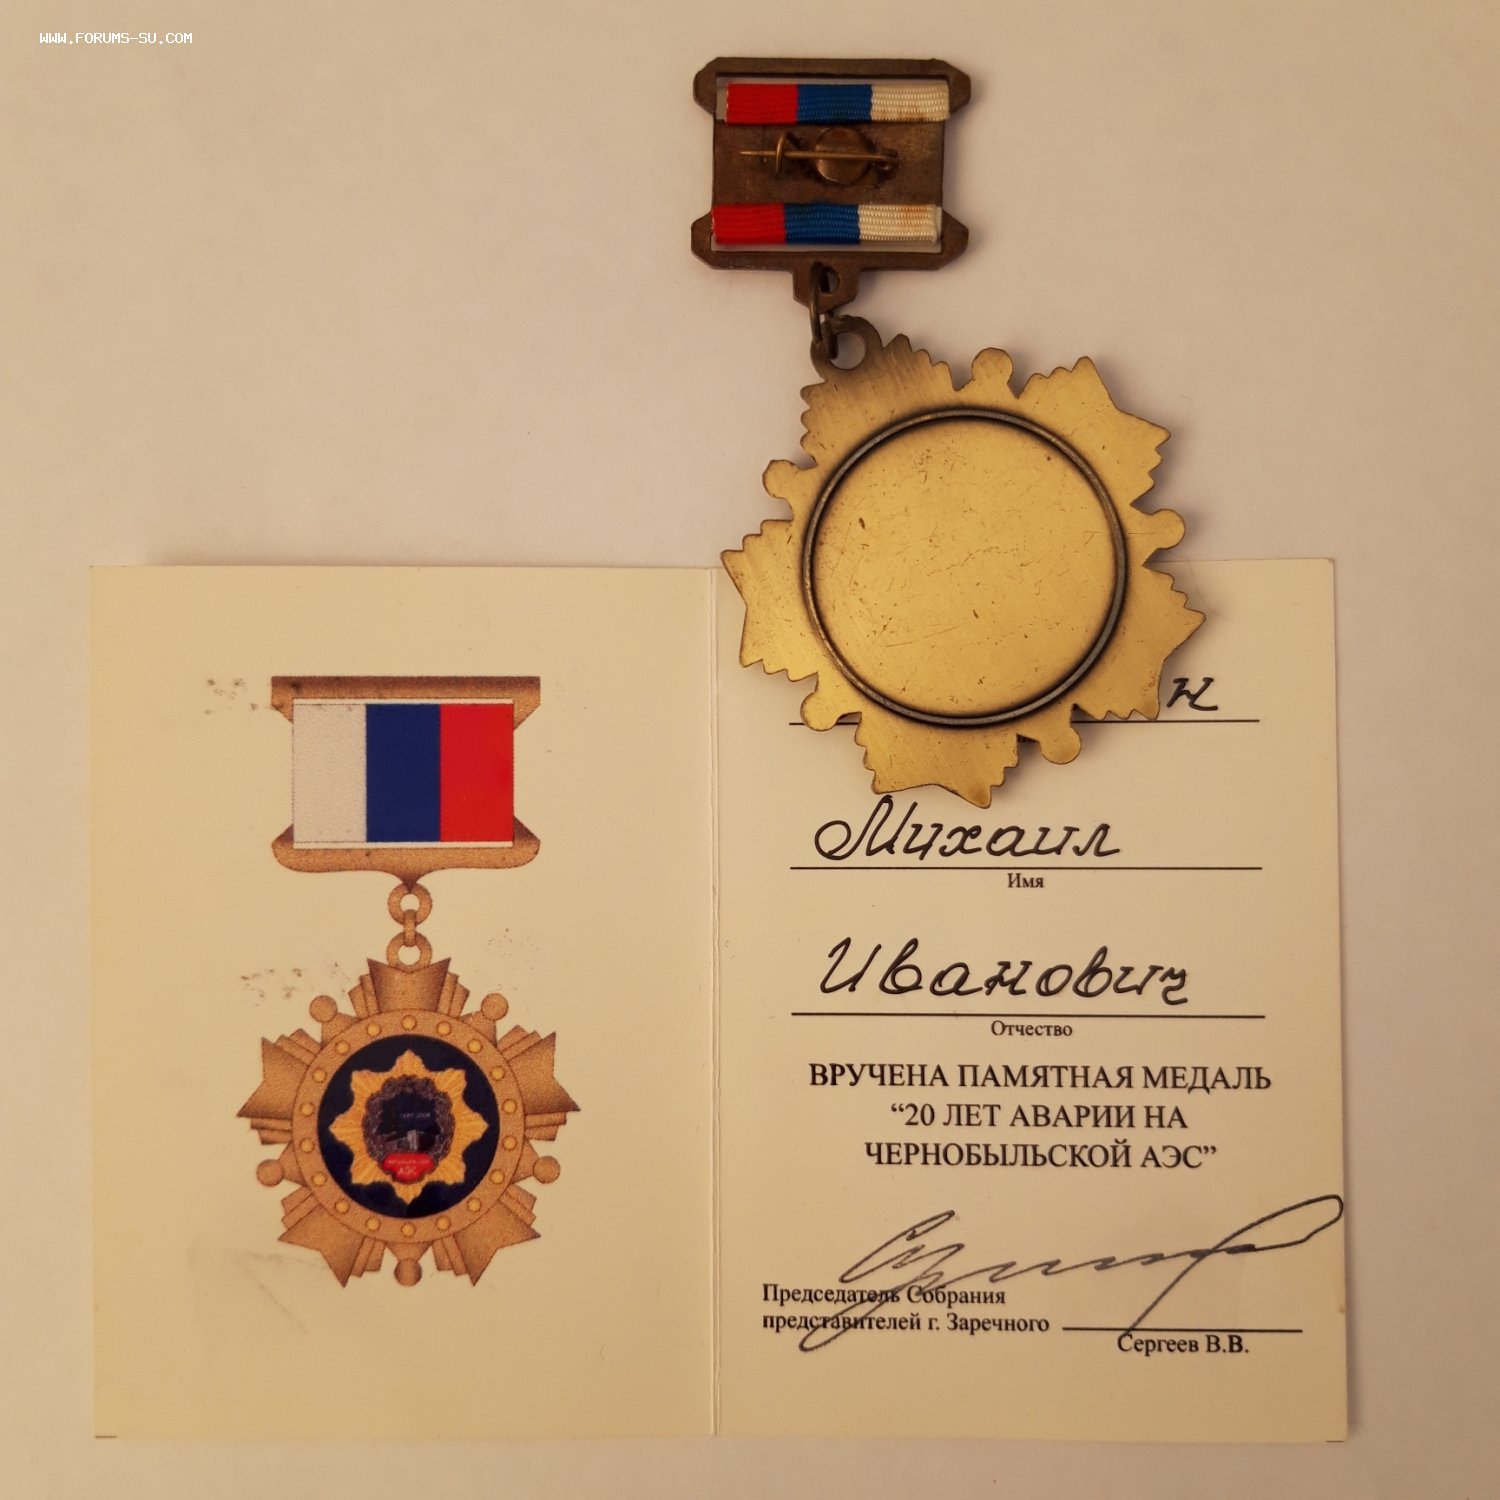 WWW.FORUMS-SU.COM
н
Михаил
Имя
Иванович
Отчество
ВРУЧЕНА ПАМЯТНАЯ МЕДАЛЬ
“20 ЛЕТ АВАРИИ НА
ЧЕРНОБЫЛЬСКОЙ АЭС”
Председатель Собрания
представителей г. Заречного
Сергеев В.В.
АЭС